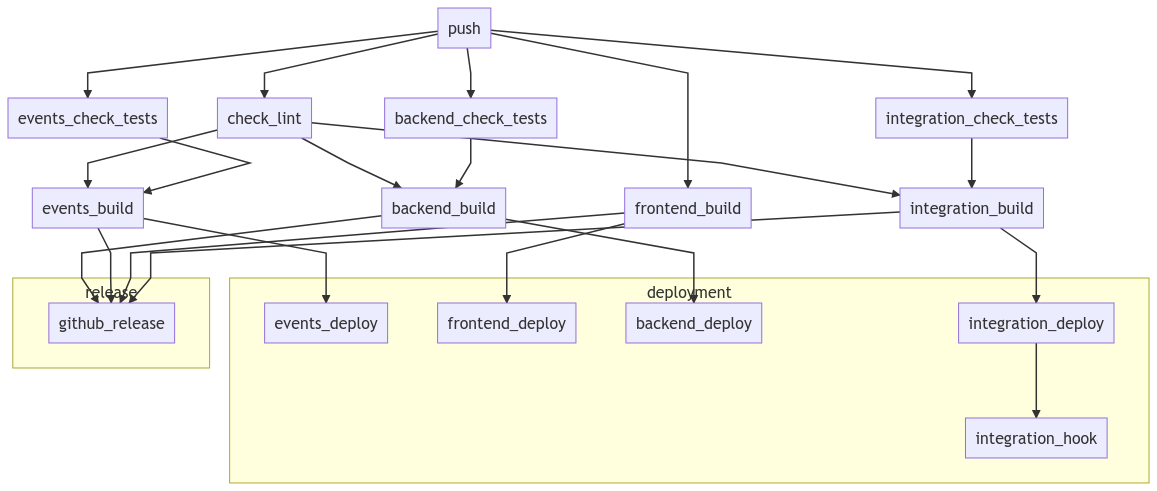 push
events_check_tests
check_lint
backend_check_tests
integration_check_tests
events_build
backend_build
frontend_build
integration_build
release
deployment
github_release
events_deploy
frontend_deploy
backend_deploy
integration_deploy
integration_hook